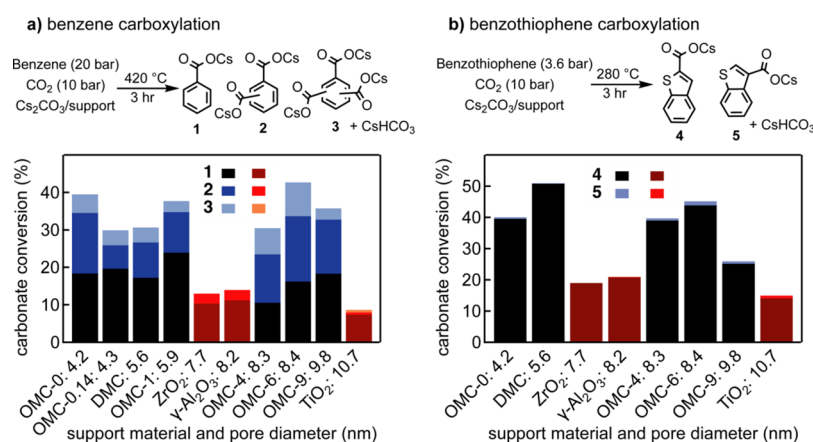 a) benzene carboxylation
Benzene (20 bar)
CO₂ (10 bar)
Cs₂CO₃/support
420 °C
3 hr
O
OCs
1
O
OCs
O
CsO
2
O
OCs
O
OCs
O
CsO
3
+ CsHCO₃
carbonate conversion (%)
40
30
20
10
0
1
2
3
OMC-0: 4.2
OMC-0.14: 4.3
DMC: 5.6
OMC-1: 5.9
ZrO₂: 7.7
γ-Al₂O₃: 8.2
OMC-4: 8.3
OMC-6: 8.4
OMC-9: 9.8
TiO₂: 10.7
support material and pore diameter (nm)
b) benzothiophene carboxylation
Benzothiophene (3.6 bar)
CO₂ (10 bar)
Cs₂CO₃/support
280 °C
3 hr
O
OCs
S
4
S
O
OCs
5
+ CsHCO₃
carbonate conversion (%)
50
40
30
20
10
0
4
5
OMC-0: 4.2
DMC: 5.6
ZrO₂: 7.7
γ-Al₂O₃: 8.2
OMC-4: 8.3
OMC-6: 8.4
OMC-9: 9.8
TiO₂: 10.7
support material and pore diameter (nm)